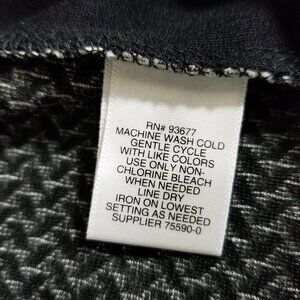 RN# 93677
MACHINE WASH COLD
GENTLE CYCLE
WITH LIKE COLORS
USE ONLY NON-
CHLORINE BLEACH
WHEN NEEDED
LINE DRY
IRON ON LOWEST
SETTING AS NEEDED
SUPPLIER 75590-0